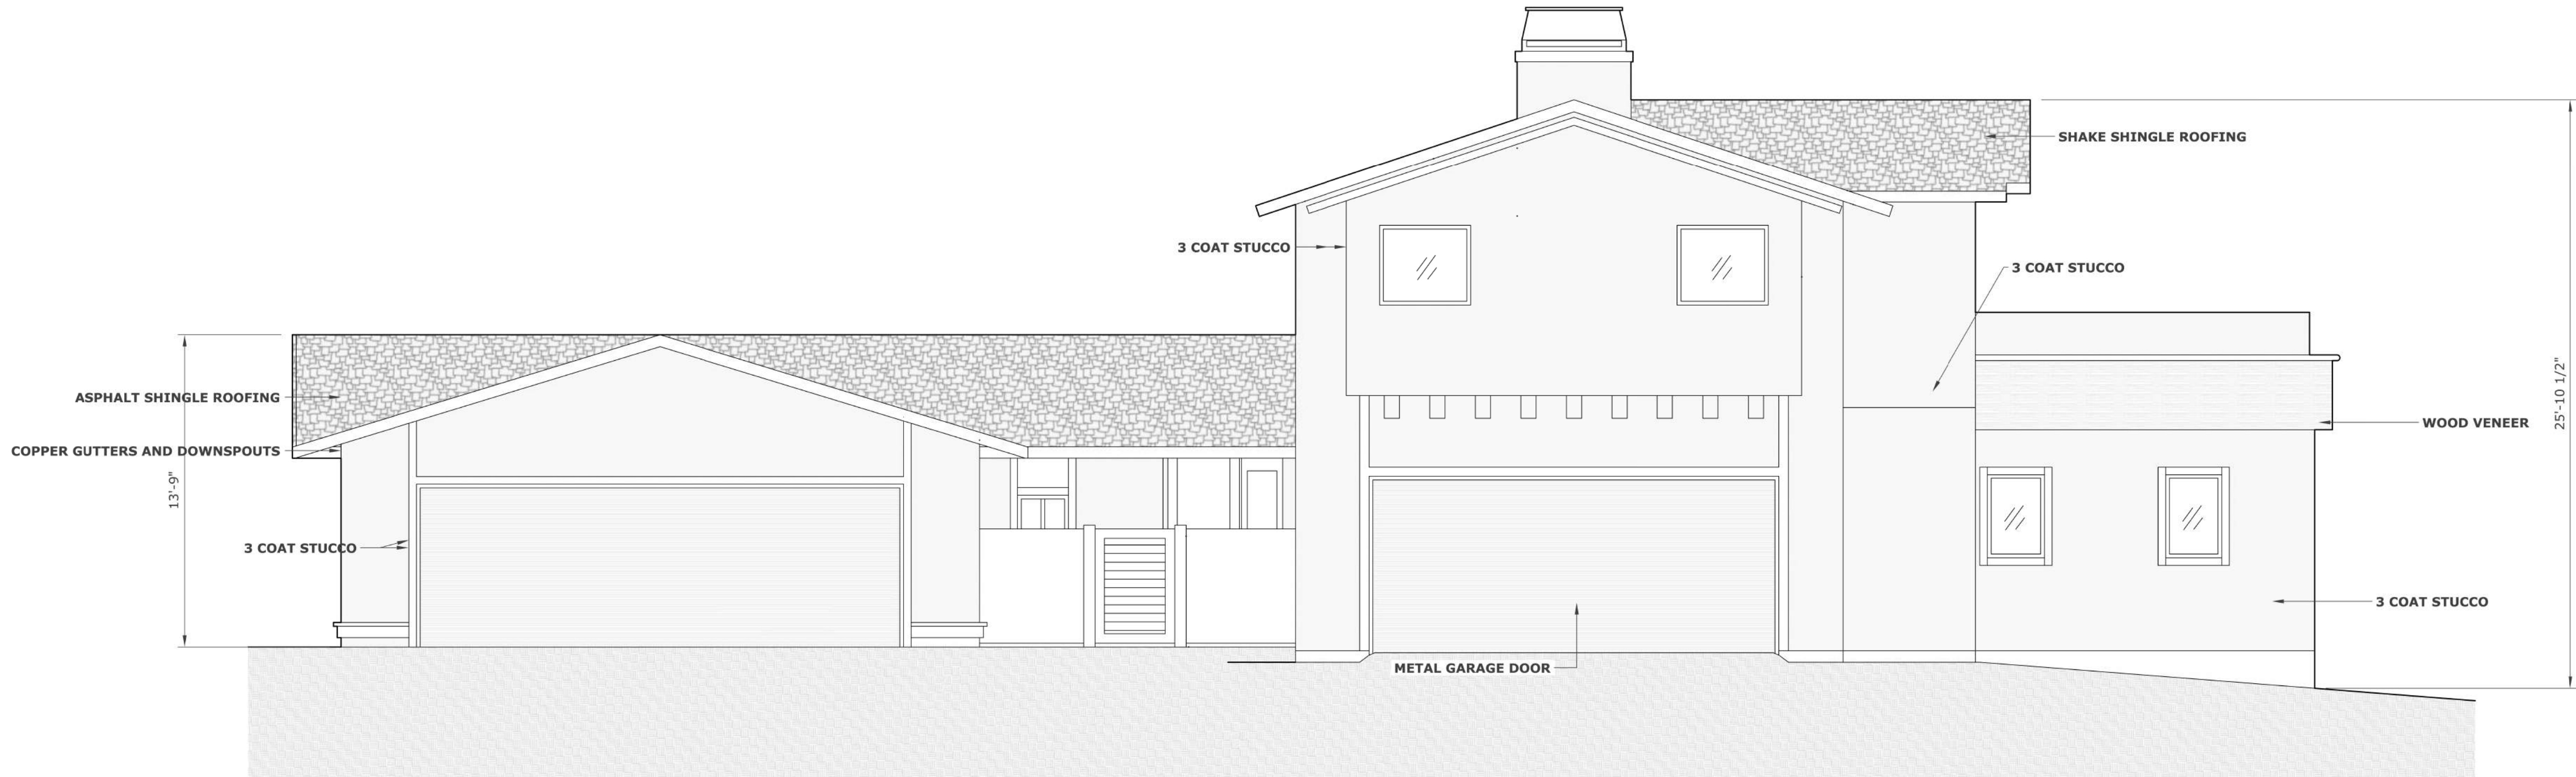 SHAKE SHINGLE ROOFING
3 COAT STUCCO
3 COAT STUCCO
25'-10 1/2"
ASPHALT SHINGLE ROOFING
WOOD VENEER
COPPER GUTTERS AND DOWNSPOUTS
13'-9"
3 COAT STUCCO
3 COAT STUCCO
METAL GARAGE DOOR